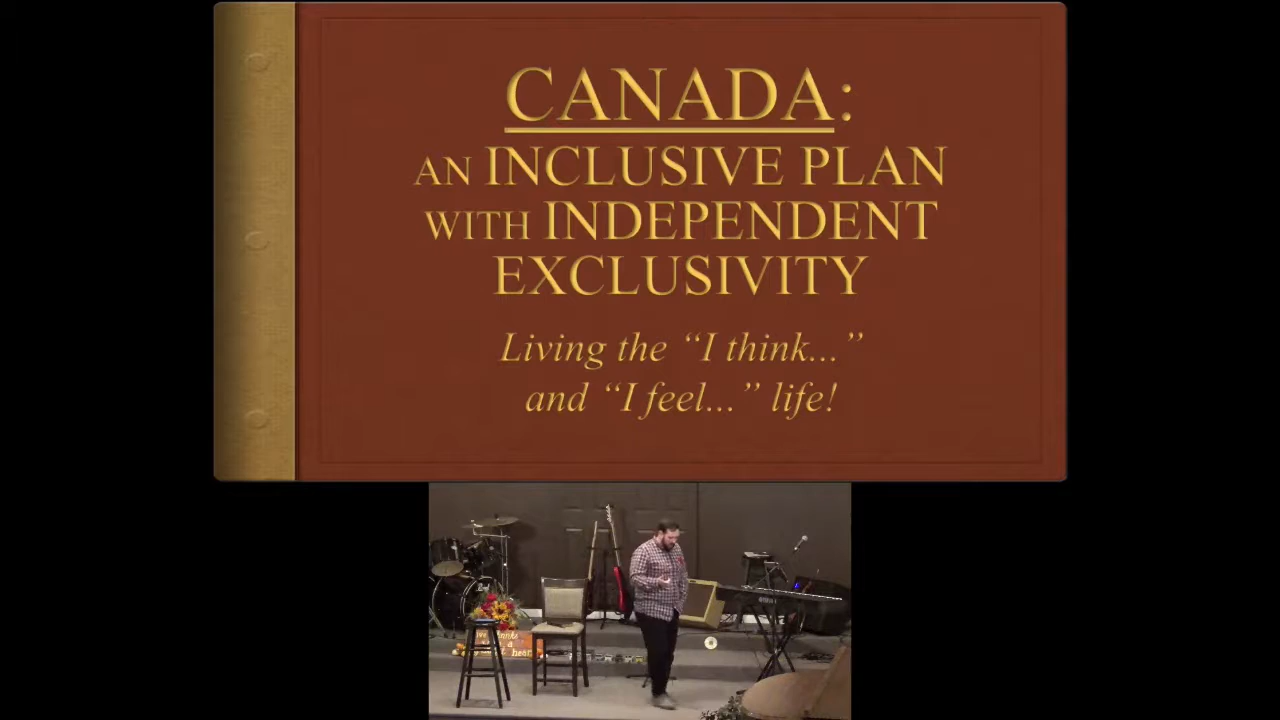 CANADA:
AN INCLUSIVE PLAN
WITH INDEPENDENT
EXCLUSIVITY
Living the “I think...”
and “I feel...” life!